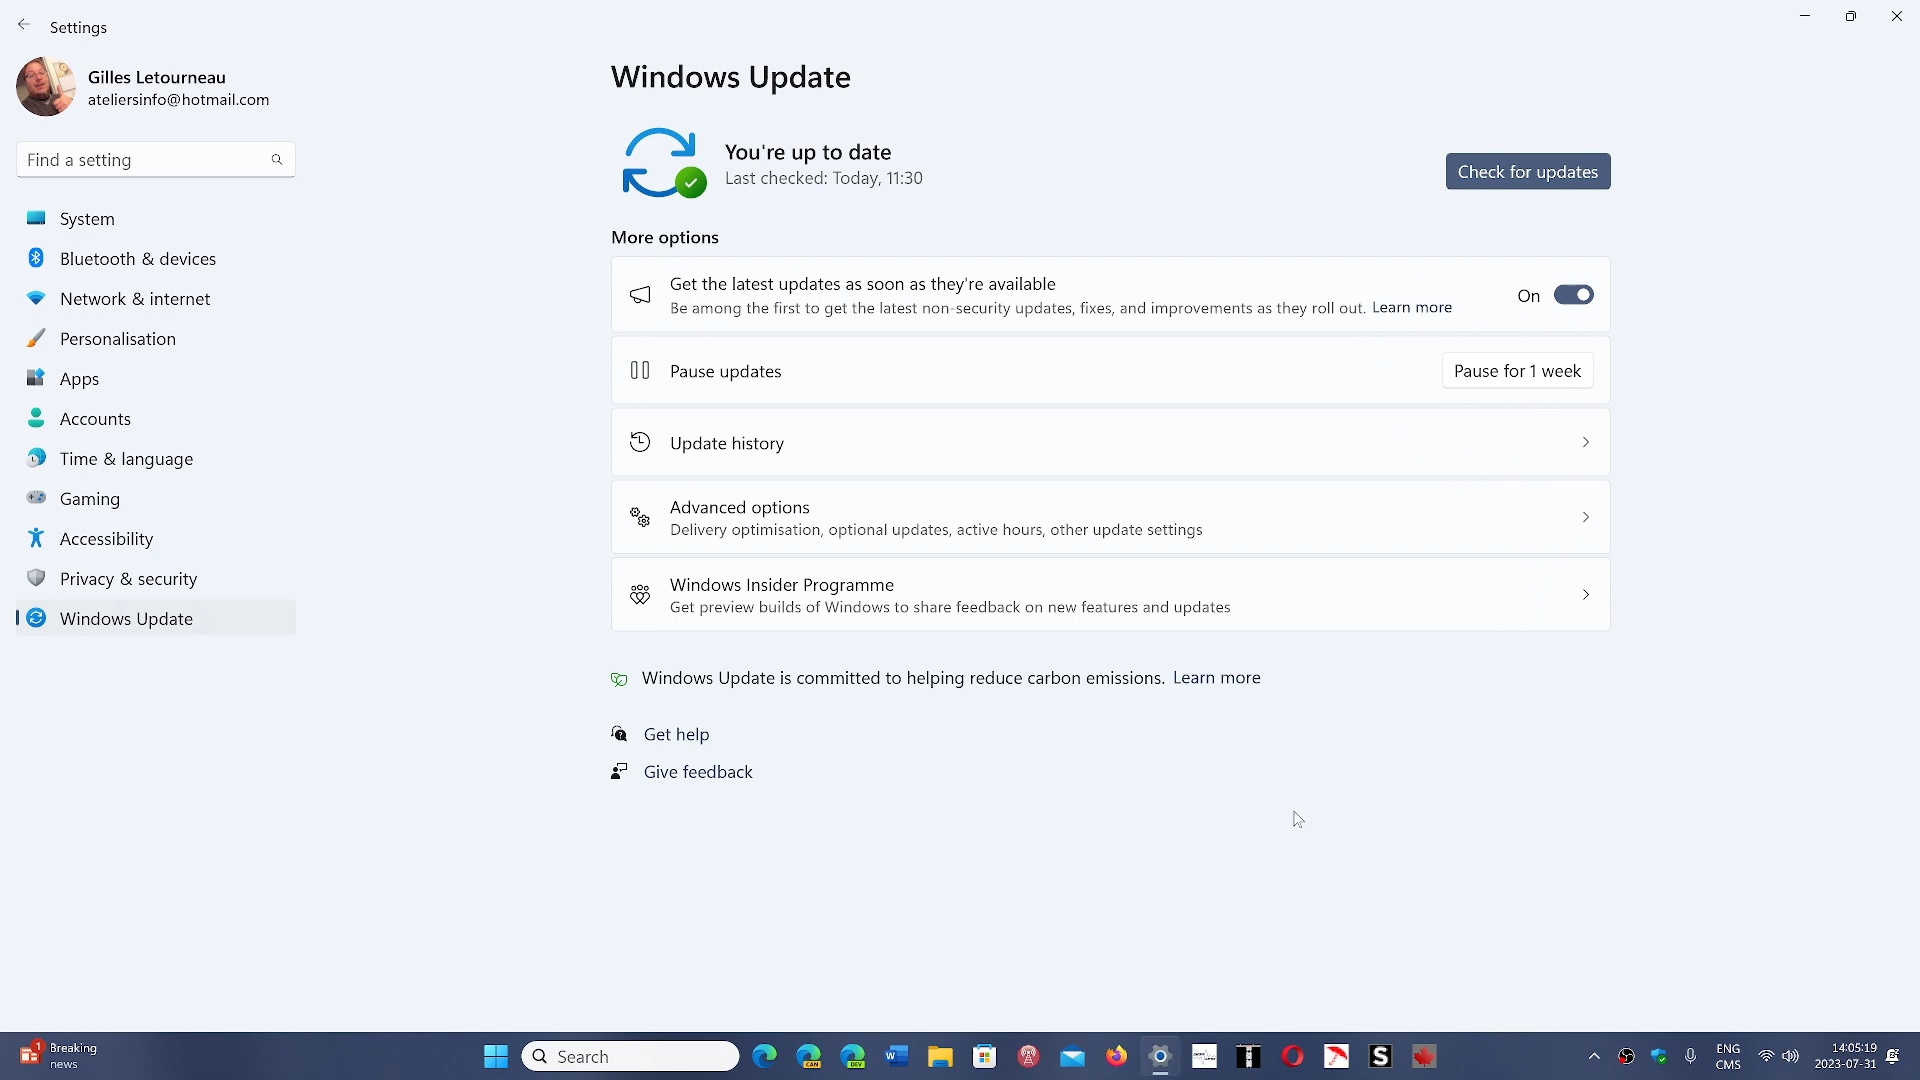 Settings
Gilles Letourneau
ateliersinfo@hotmail.com
Find a setting
System
Bluetooth & devices
Network & internet
Personalisation
Apps
Accounts
Time & language
Gaming
Accessibility
Privacy & security
Windows Update
Windows Update
You're up to date
Last checked: Today, 11:30
Check for updates
More options
Get the latest updates as soon as they're available
Be among the first to get the latest non-security updates, fixes, and improvements as they roll out. Learn more
On
Pause updates
Pause for 1 week
Update history
Advanced options
Delivery optimisation, optional updates, active hours, other update settings
Windows Insider Programme
Get preview builds of Windows to share feedback on new features and updates
Windows Update is committed to helping reduce carbon emissions. Learn more
Get help
Give feedback
1
Breaking
news
Search
CAN
DEV
W
S
ENG
CMS
14:05:19
2023-07-31